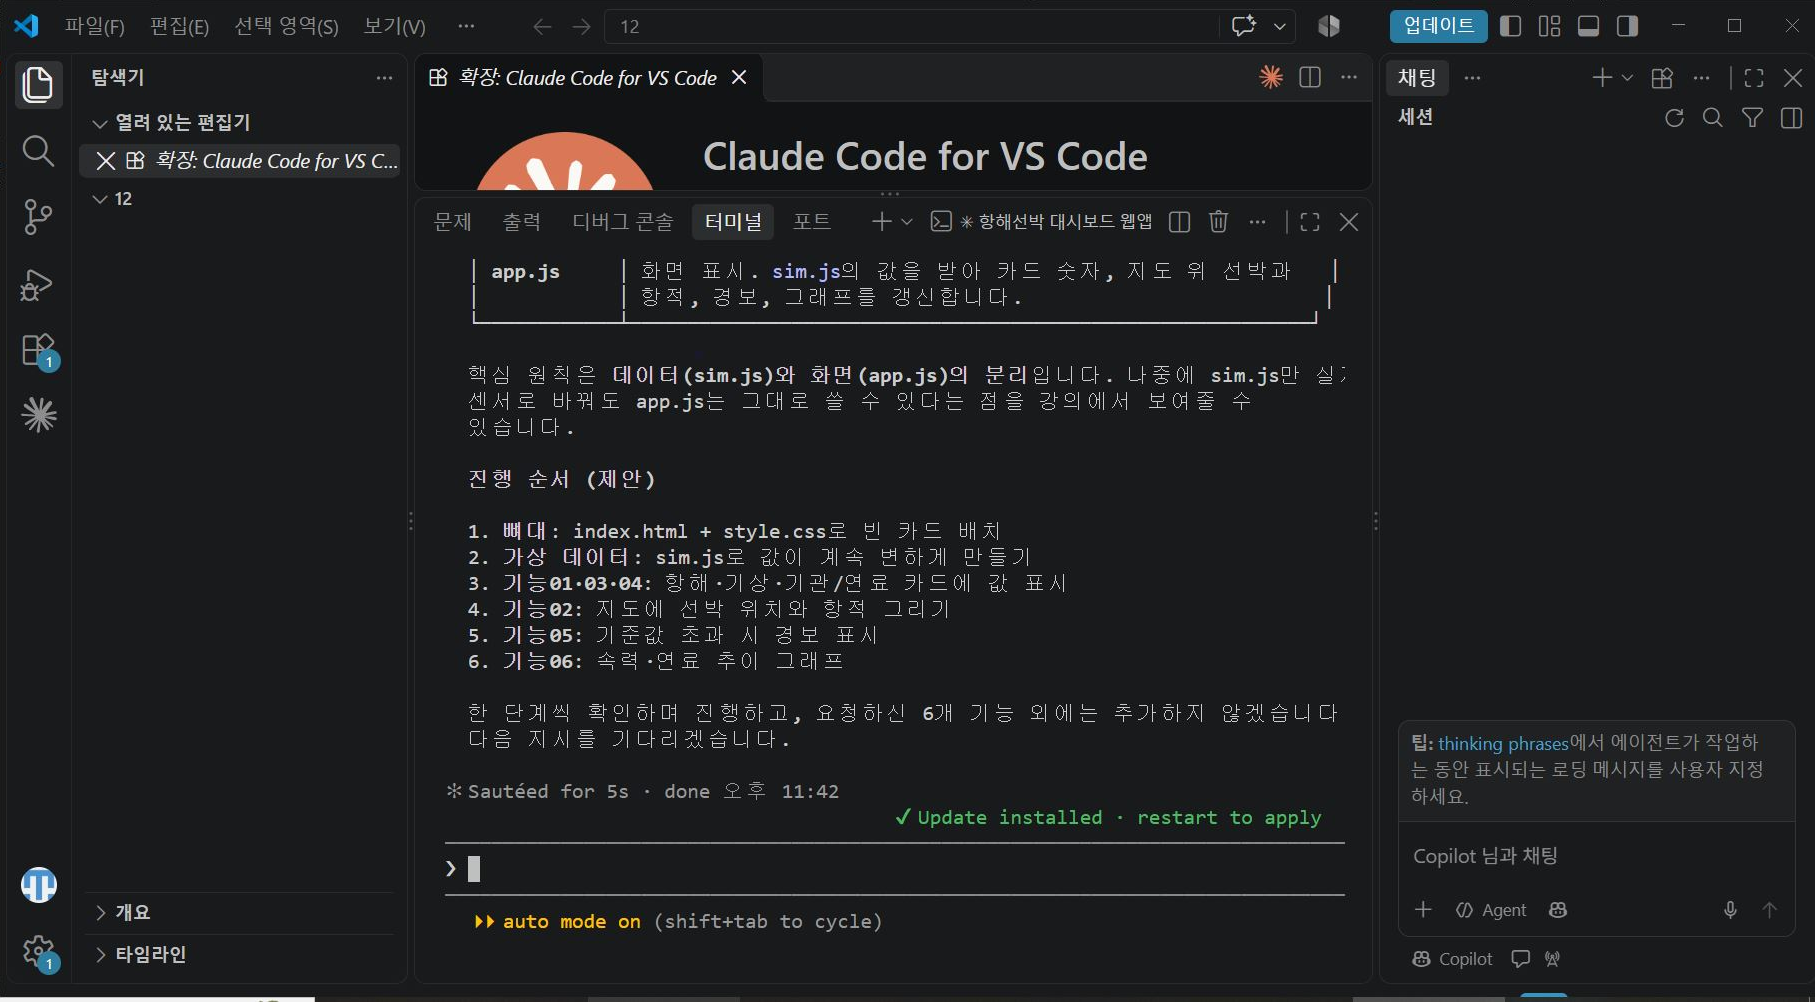 파일(F) 편집(E) 선택 영역(S) 보기(V) ··· 12 업데이트
탐색기
열려 있는 편집기
확장: Claude Code for VS C...
12
개요
타임라인
1
1
확장: Claude Code for VS Code
Claude Code for VS Code
문제 출력 디버그 콘솔 터미널 포트 항해선박 대시보드 웹앱
app.js 화면 표시. sim.js의 값을 받아 카드 숫자, 지도 위 선박과
항적, 경보, 그래프를 갱신합니다.
핵심 원칙은 데이터(sim.js)와 화면(app.js)의 분리입니다. 나중에 sim.js만 실
센서로 바꿔도 app.js는 그대로 쓸 수 있다는 점을 강의에서 보여줄 수
있습니다.
진행 순서 (제안)
1. 뼈대: index.html + style.css로 빈 카드 배치
2. 가상 데이터: sim.js로 값이 계속 변하게 만들기
3. 기능01·03·04: 항해·기상·기관/연료 카드에 값 표시
4. 기능02: 지도에 선박 위치와 항적 그리기
5. 기능05: 기준값 초과 시 경보 표시
6. 기능06: 속력·연료 추이 그래프
한 단계씩 확인하며 진행하고, 요청하신 6개 기능 외에는 추가하지 않겠습니다
다음 지시를 기다리겠습니다.
✻ Sautéed for 5s · done 오후 11:42
✓ Update installed · restart to apply
❯
⏵⏵ auto mode on (shift+tab to cycle)
채팅
세션
팁: thinking phrases에서 에이전트가 작업하
는 동안 표시되는 로딩 메시지를 사용자 지정
하세요.
Copilot 님과 채팅
Agent
Copilot